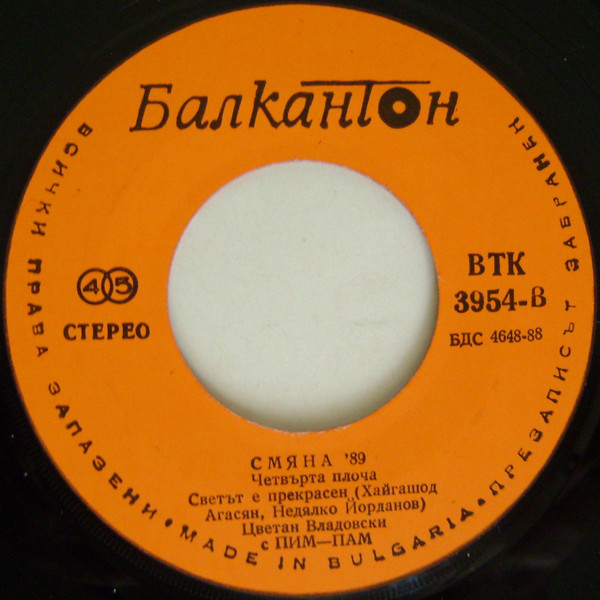 Балкантон
ВСИЧКИ ПРАВА ЗАПАЗЕНИ • MADE IN BULGARIA • ПРЕЗАПИСЪТ ЗАБРАНЕН
45
СТЕРЕО
ВТК
3954-В
БДС 4648-88
СМЯНА '89
Четвърта плоча
Светът е прекрасен (Хайгашод
Агасян, Недялко Йорданов)
Цветан Владовски
с ПИМ—ПАМ